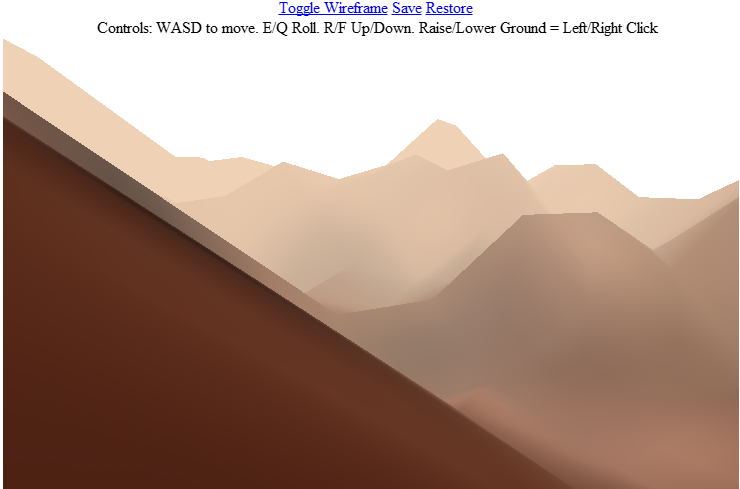 Toggle Wireframe Save Restore
Controls: WASD to move. E/Q Roll. R/F Up/Down. Raise/Lower Ground = Left/Right Click